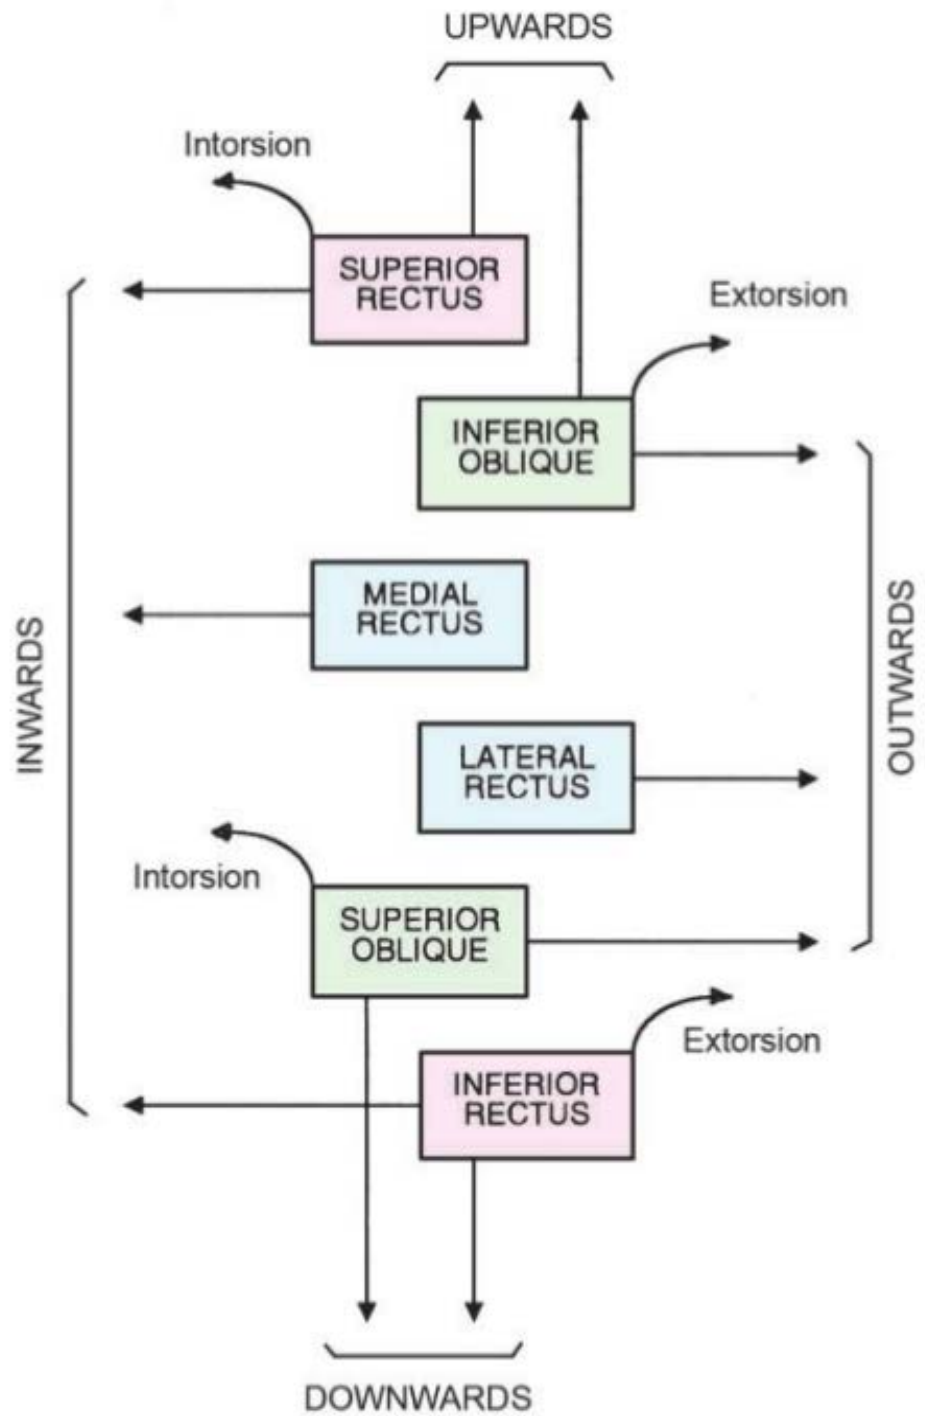 UPWARDS
Intorsion
SUPERIOR
RECTUS
Extorsion
INFERIOR
OBLIQUE
MEDIAL
RECTUS
INWARDS
OUTWARDS
LATERAL
RECTUS
Intorsion
SUPERIOR
OBLIQUE
Extorsion
INFERIOR
RECTUS
DOWNWARDS